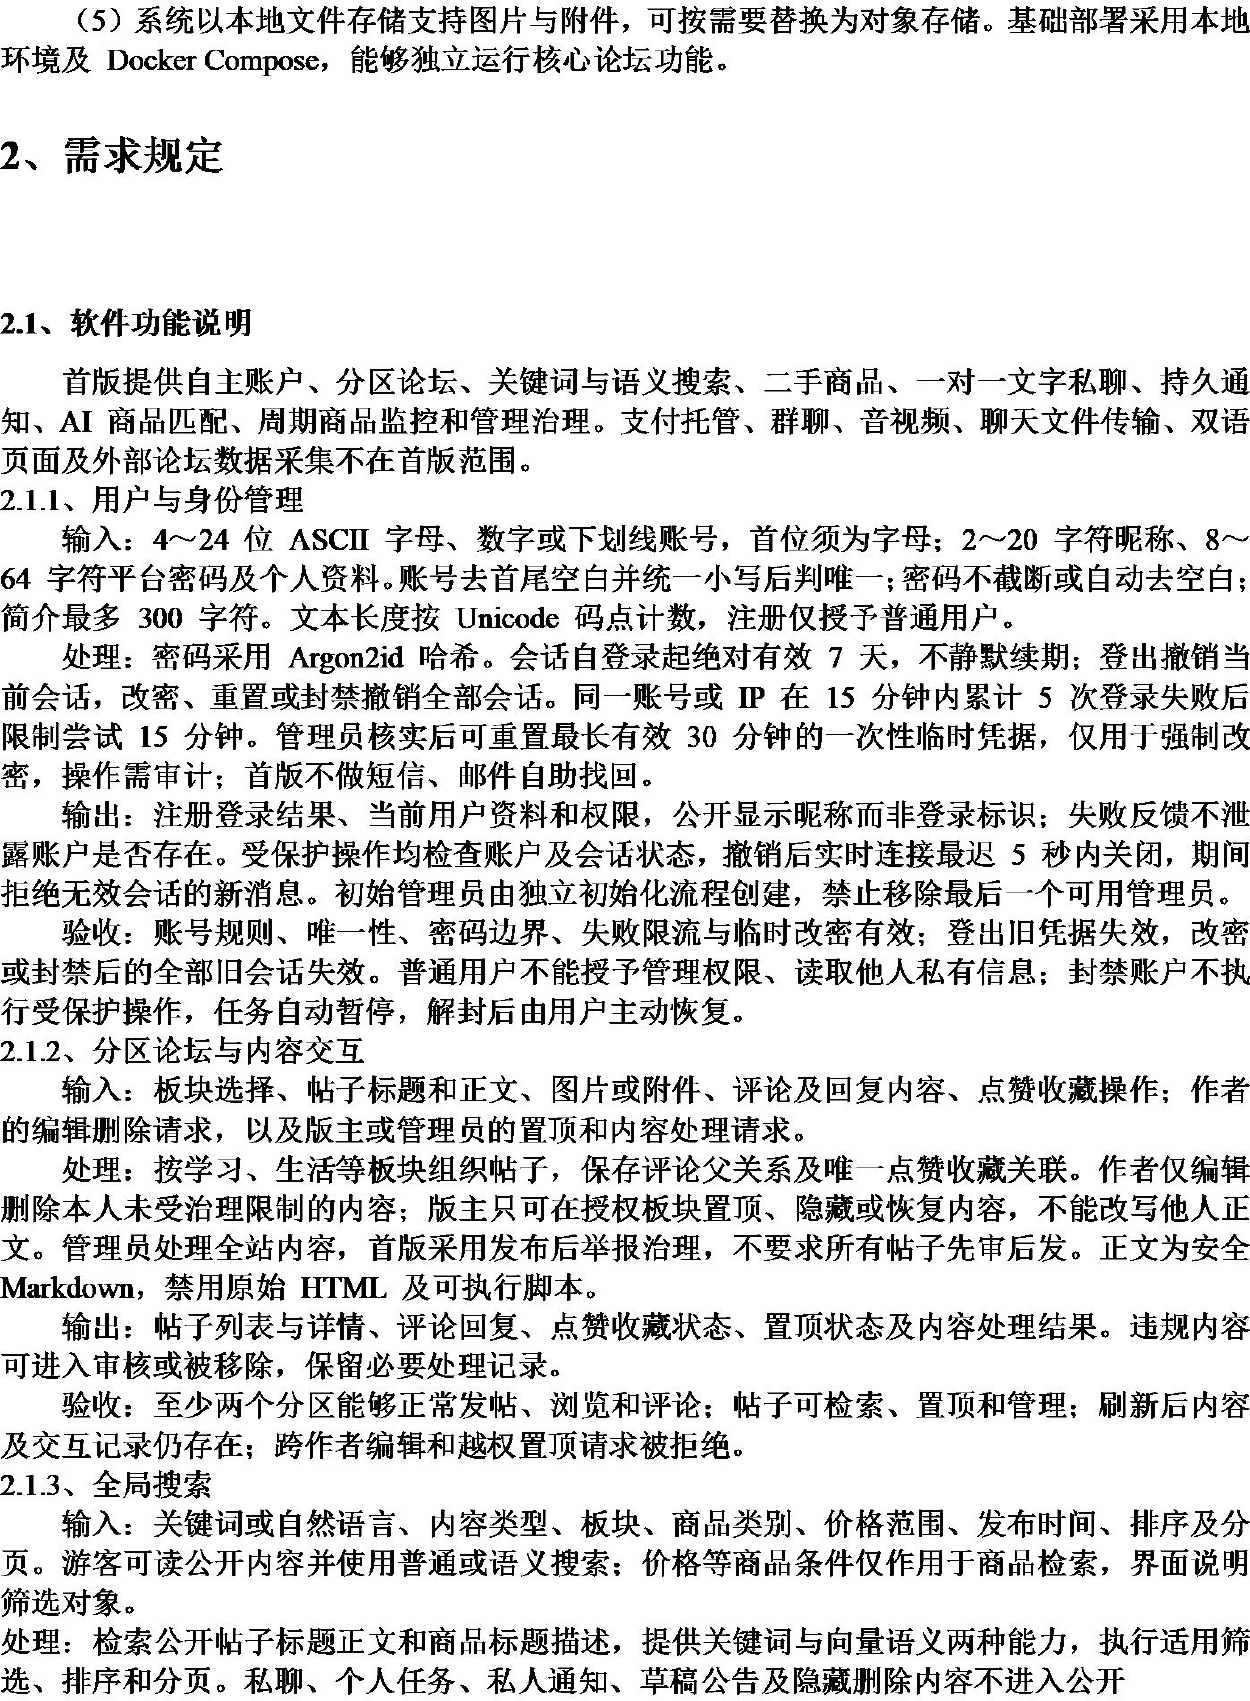 （5）系统以本地文件存储支持图片与附件，可按需要替换为对象存储。基础部署采用本地
环境及 Docker Compose，能够独立运行核心论坛功能。
2、需求规定
2.1、软件功能说明
首版提供自主账户、分区论坛、关键词与语义搜索、二手商品、一对一文字私聊、持久通
知、AI 商品匹配、周期商品监控和管理治理。支付托管、群聊、音视频、聊天文件传输、双语
页面及外部论坛数据采集不在首版范围。
2.1.1、用户与身份管理
输入：4～24 位 ASCII 字母、数字或下划线账号，首位须为字母；2～20 字符昵称、8～
64 字符平台密码及个人资料。账号去首尾空白并统一小写后判唯一；密码不截断或自动去空白；
简介最多 300 字符。文本长度按 Unicode 码点计数，注册仅授予普通用户。
处理：密码采用 Argon2id 哈希。会话自登录起绝对有效 7 天，不静默续期；登出撤销当
前会话，改密、重置或封禁撤销全部会话。同一账号或 IP 在 15 分钟内累计 5 次登录失败后
限制尝试 15 分钟。管理员核实后可重置最长有效 30 分钟的一次性临时凭据，仅用于强制改
密，操作需审计；首版不做短信、邮件自助找回。
输出：注册登录结果、当前用户资料和权限，公开显示昵称而非登录标识；失败反馈不泄
露账户是否存在。受保护操作均检查账户及会话状态，撤销后实时连接最迟 5 秒内关闭，期间
拒绝无效会话的新消息。初始管理员由独立初始化流程创建，禁止移除最后一个可用管理员。
验收：账号规则、唯一性、密码边界、失败限流与临时改密有效；登出旧凭据失效，改密
或封禁后的全部旧会话失效。普通用户不能授予管理权限、读取他人私有信息；封禁账户不执
行受保护操作，任务自动暂停，解封后由用户主动恢复。
2.1.2、分区论坛与内容交互
输入：板块选择、帖子标题和正文、图片或附件、评论及回复内容、点赞收藏操作；作者
的编辑删除请求，以及版主或管理员的置顶和内容处理请求。
处理：按学习、生活等板块组织帖子，保存评论父关系及唯一点赞收藏关联。作者仅编辑
删除本人未受治理限制的内容；版主只可在授权板块置顶、隐藏或恢复内容，不能改写他人正
文。管理员处理全站内容，首版采用发布后举报治理，不要求所有帖子先审后发。正文为安全
Markdown，禁用原始 HTML 及可执行脚本。
输出：帖子列表与详情、评论回复、点赞收藏状态、置顶状态及内容处理结果。违规内容
可进入审核或被移除，保留必要处理记录。
验收：至少两个分区能够正常发帖、浏览和评论；帖子可检索、置顶和管理；刷新后内容
及交互记录仍存在；跨作者编辑和越权置顶请求被拒绝。
2.1.3、全局搜索
输入：关键词或自然语言、内容类型、板块、商品类别、价格范围、发布时间、排序及分
页。游客可读公开内容并使用普通或语义搜索；价格等商品条件仅作用于商品检索，界面说明
筛选对象。
处理：检索公开帖子标题正文和商品标题描述，提供关键词与向量语义两种能力，执行适用筛
选、排序和分页。私聊、个人任务、私人通知、草稿公告及隐藏删除内容不进入公开